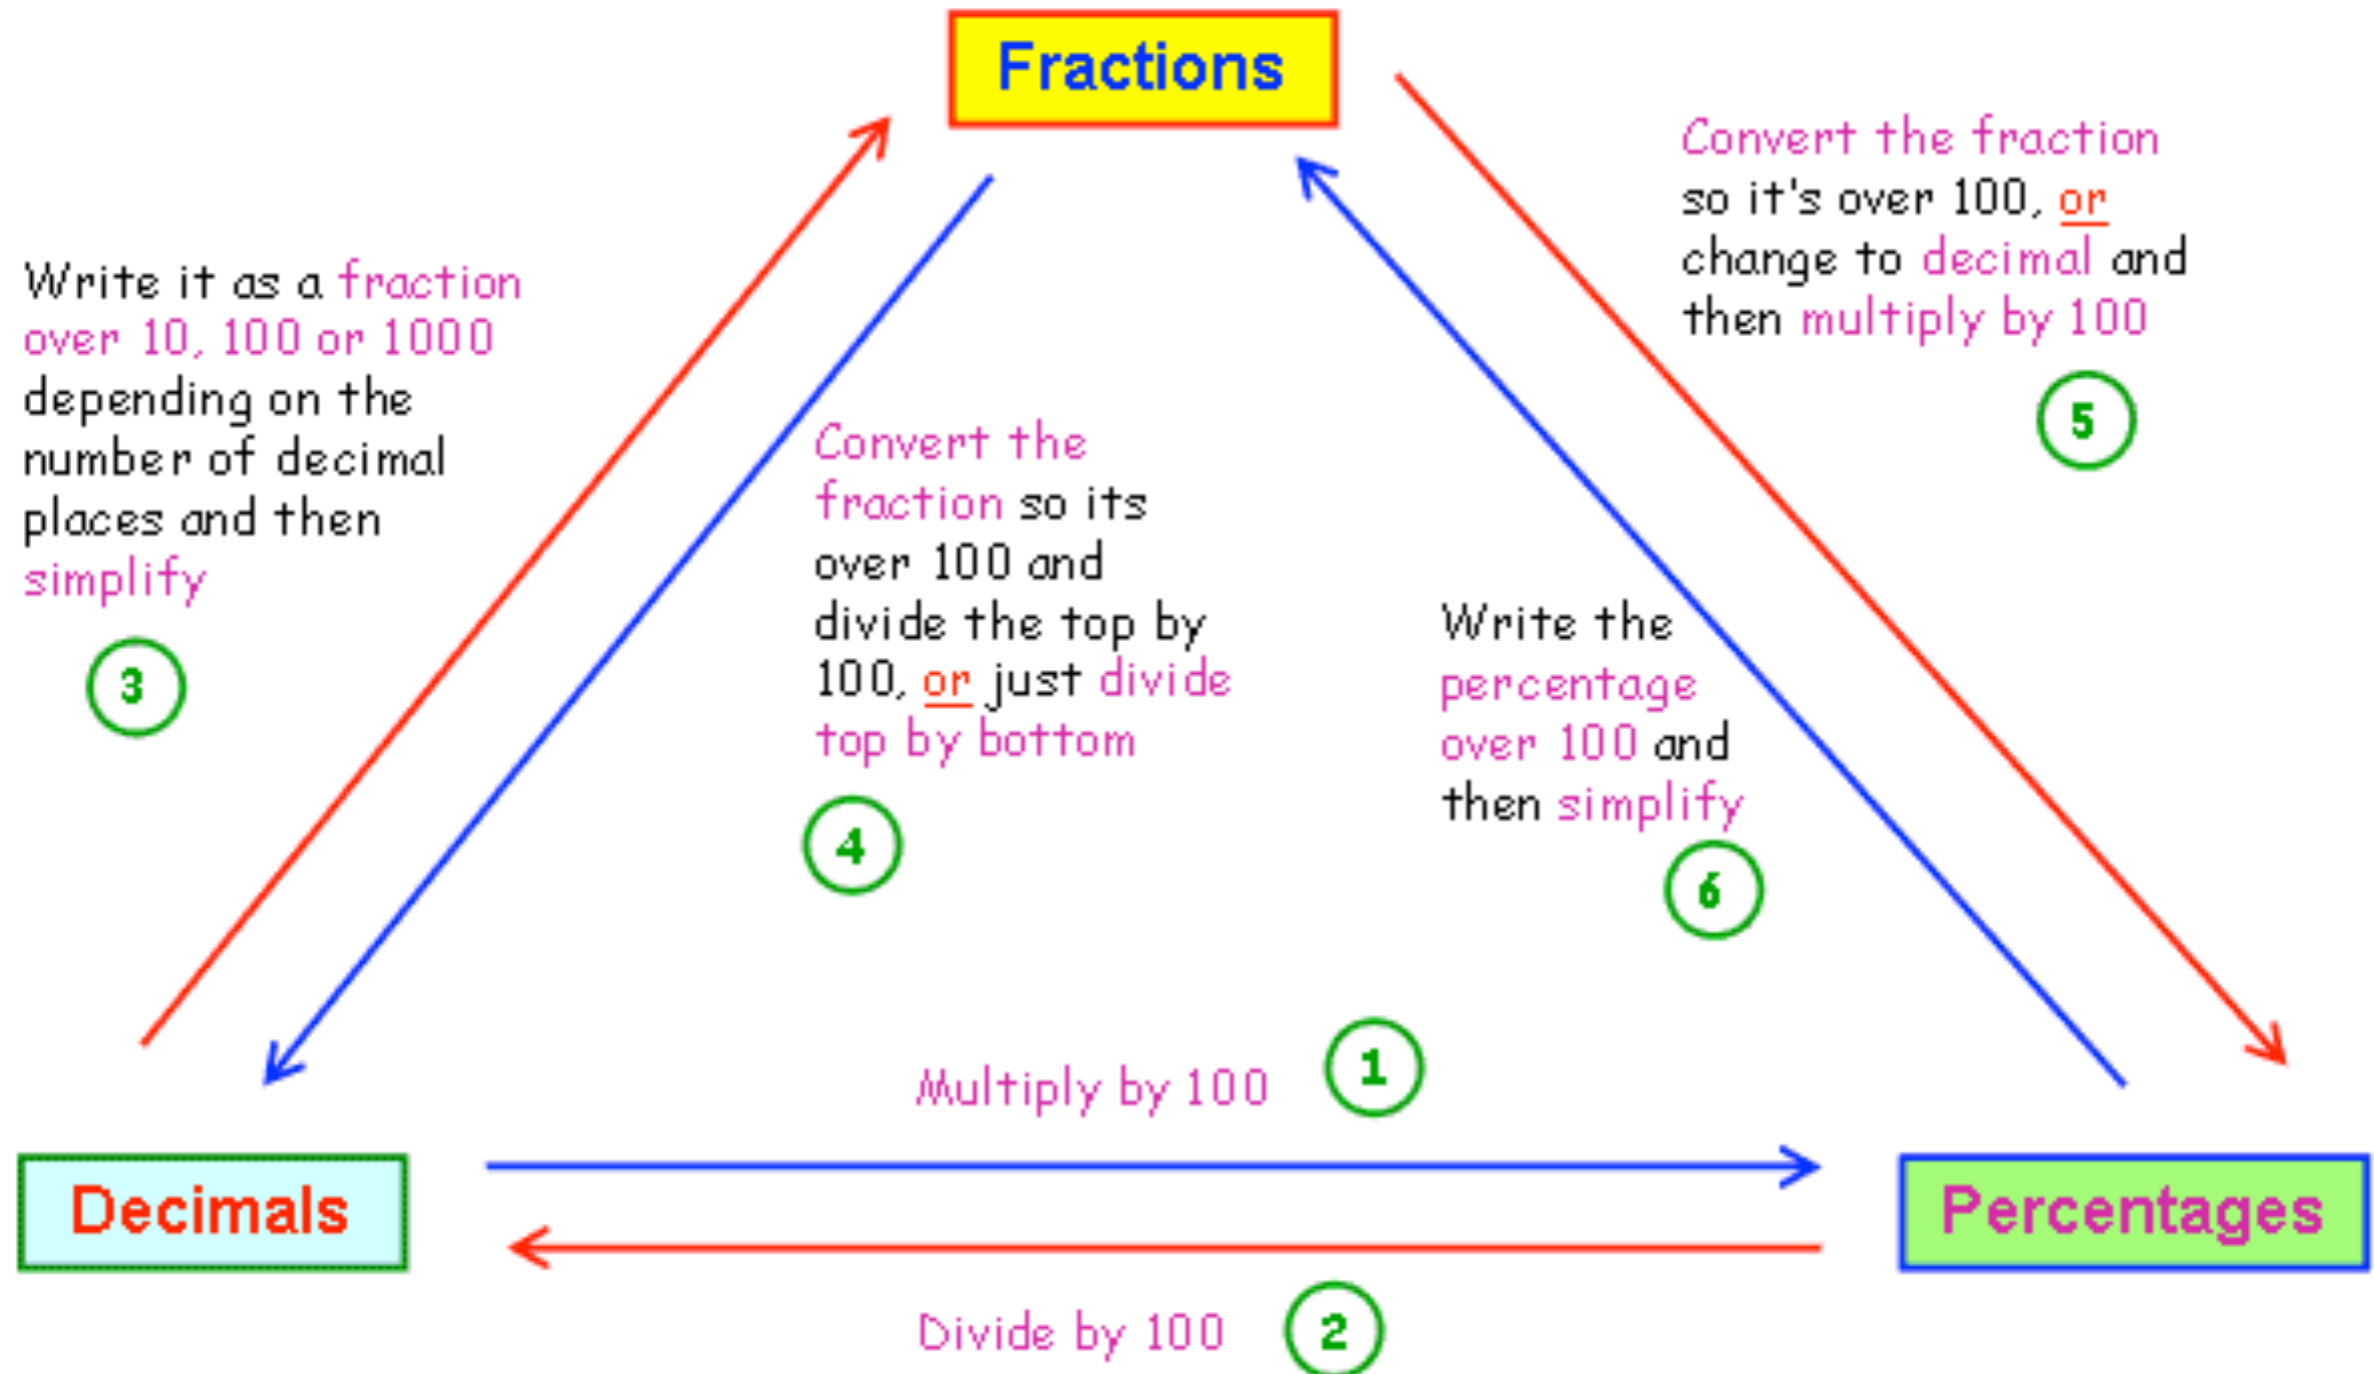 Fractions
Convert the fraction
so it's over 100, or
change to decimal and
then multiply by 100
5
Write it as a fraction
over 10, 100 or 1000
depending on the
number of decimal
places and then
simplify
3
Convert the
fraction so its
over 100 and
divide the top by
100, or just divide
top by bottom
4
Write the
percentage
over 100 and
then simplify
6
Multiply by 100
1
Decimals
Percentages
Divide by 100
2